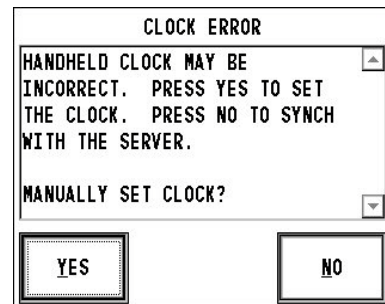 CLOCK ERROR
HANDHELD CLOCK MAY BE
INCORRECT. PRESS YES TO SET
THE CLOCK. PRESS NO TO SYNCH
WITH THE SERVER.
MANUALLY SET CLOCK?
YES
NO